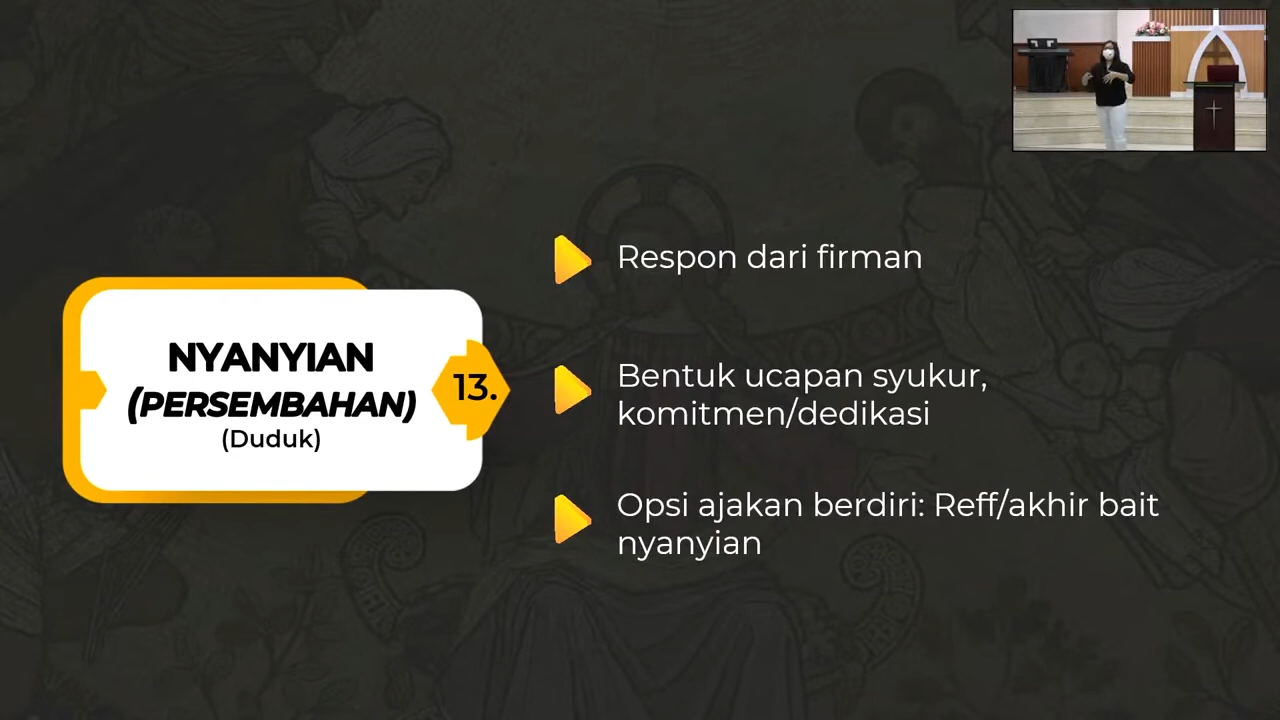 NYANYIAN
(PERSEMBAHAN)
(Duduk)
13.
Respon dari firman
Bentuk ucapan syukur,
komitmen/dedikasi
Opsi ajakan berdiri: Reff/akhir bait
nyanyian